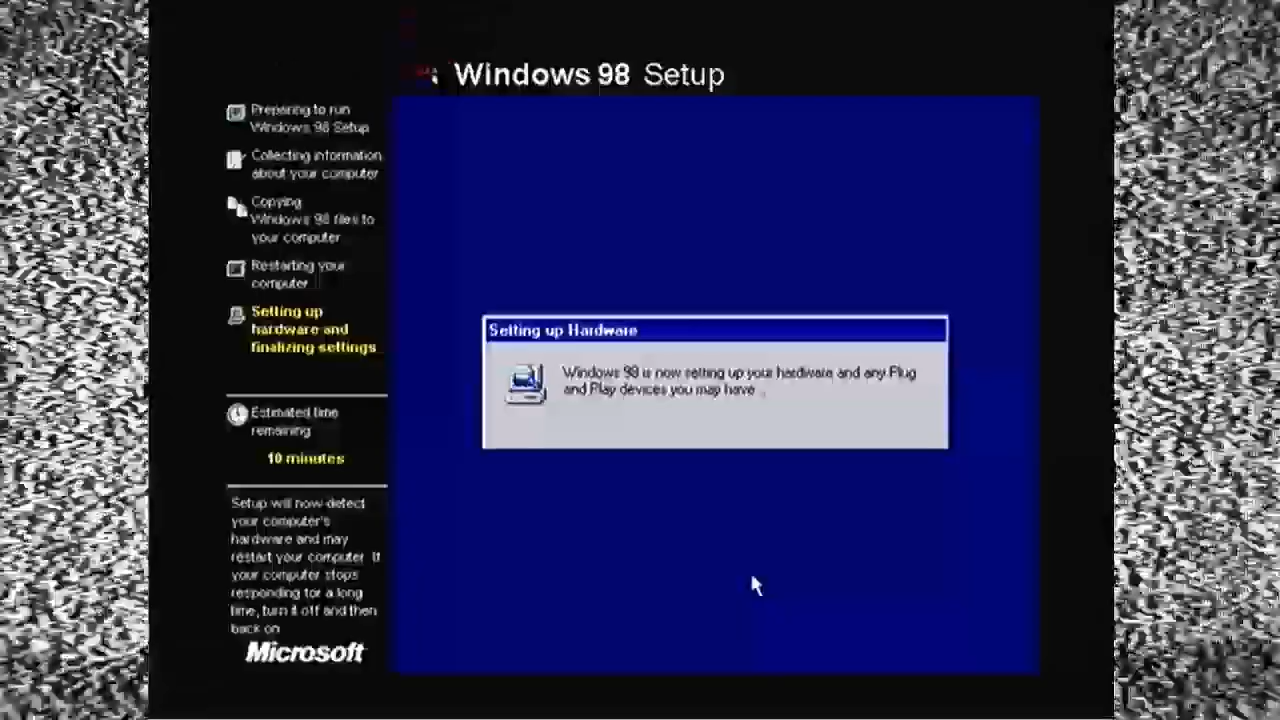 Windows 98 Setup
Preparing to run
Windows 98 Setup
Collecting information
about your computer
Copying
Windows 98 files to
your computer
Restarting your
computer
Setting up
hardware and
finalizing settings
Estimated time
remaining
10 minutes
Setup will now detect
your computer's
hardware and may
restart your computer. If
your computer stops
responding for a long
time, turn it off and then
back on
Microsoft
Setting up Hardware
Windows 98 is now setting up your hardware and any Plug
and Play devices you may have .